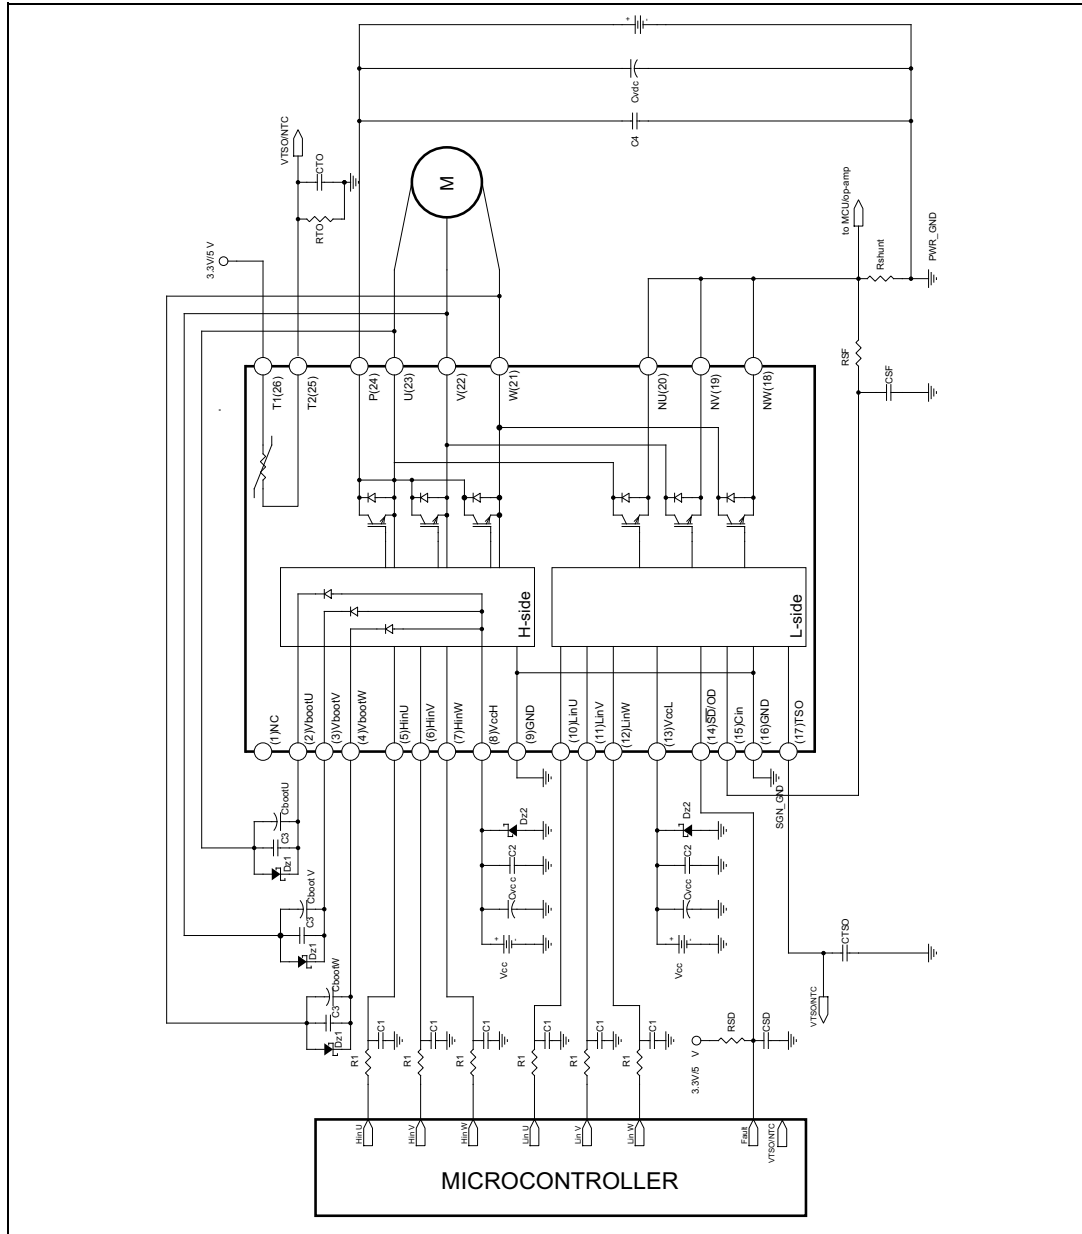 Cvdc
C4
VTSO/NTC
CTO
RTO
3.3V/5 V
M
to MCU/op-amp
Rshunt
PWR_GND
RSF
CSF
T1(26)
T2(25)
P(24)
U(23)
V(22)
W(21)
NU(20)
NV(19)
NW(18)
H-side
L-side
(1)NC
(2)VbootU
(3)VbootV
(4)VbootW
(5)HinU
(6)HinV
(7)HinW
(8)VccH
(9)GND
(10)LinU
(11)LinV
(12)LinW
(13)VccL
(14)SD/OD
(15)Cin
(16)GND
(17)TSO
SGN_GND
CbootU
C3
Dz1
Cboot V
C3
Dz1
CbootW
C3
Dz1
Dz2
C2
Cvc c
Vcc
Dz2
C2
Cvcc
Vcc
CTSO
VTSO/NTC
R1
C1
R1
C1
R1
C1
R1
C1
R1
C1
R1
C1
RSD
CSD
3.3V/5 V
Hin U
Hin V
Hin W
Lin U
Lin V
Lin W
Fault
VTSO/NTC
MICROCONTROLLER